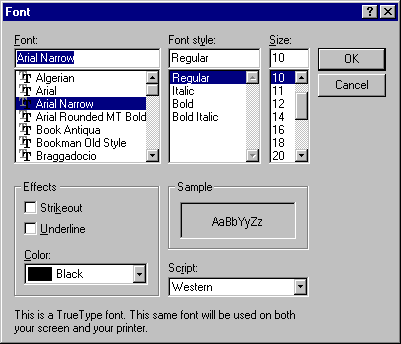 Font
Font: Font style: Size:
Arial Narrow Regular 10 OK
Algerian Regular 10 Cancel
Arial Italic 11
Arial Narrow Bold 12
Arial Rounded MT Bold Bold Italic 14
Book Antiqua 16
Bookman Old Style 18
Braggadocio 20
Effects Sample
Strikeout AaBbYyZz
Underline
Color: Script:
Black Western
This is a TrueType font. This same font will be used on both
your screen and your printer.